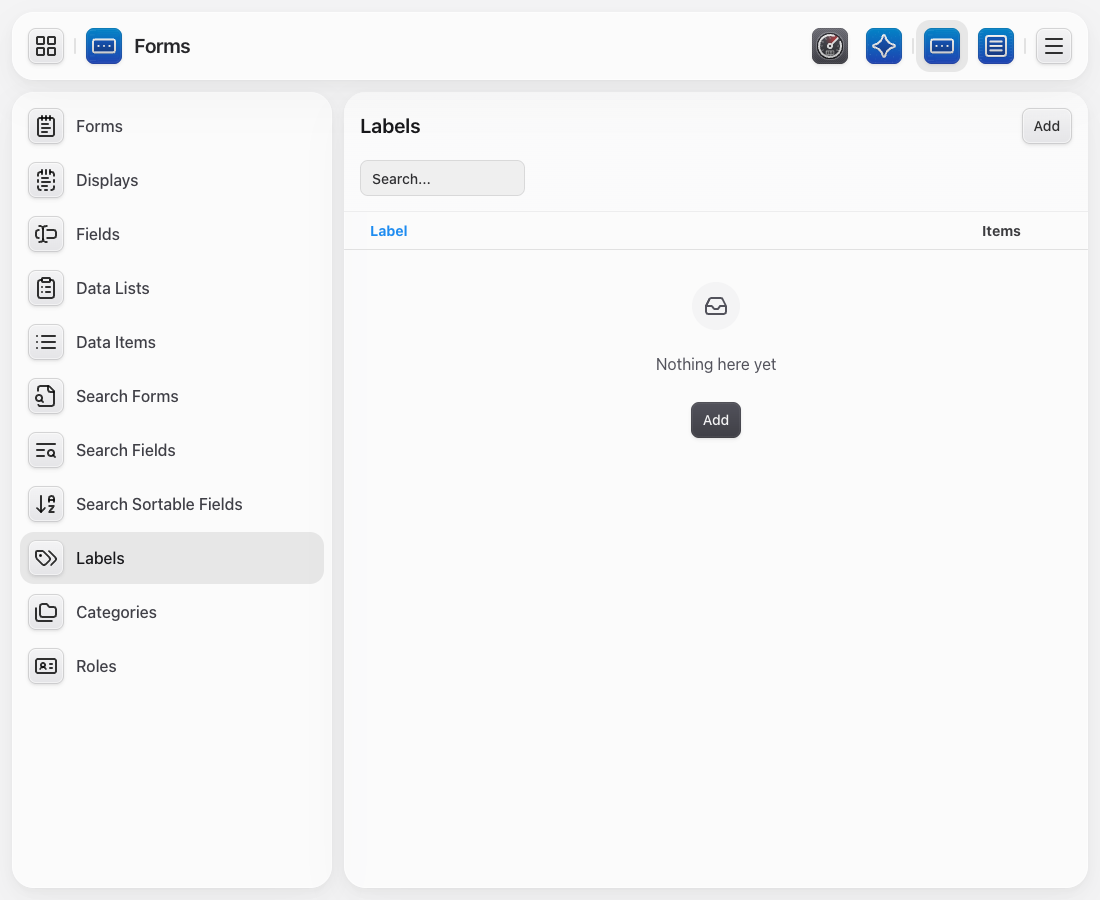 Forms
Forms
Displays
Fields
Data Lists
Data Items
Search Forms
Search Fields
Search Sortable Fields
Labels
Categories
Roles
Labels
Add
Search...
Label Items
Nothing here yet
Add